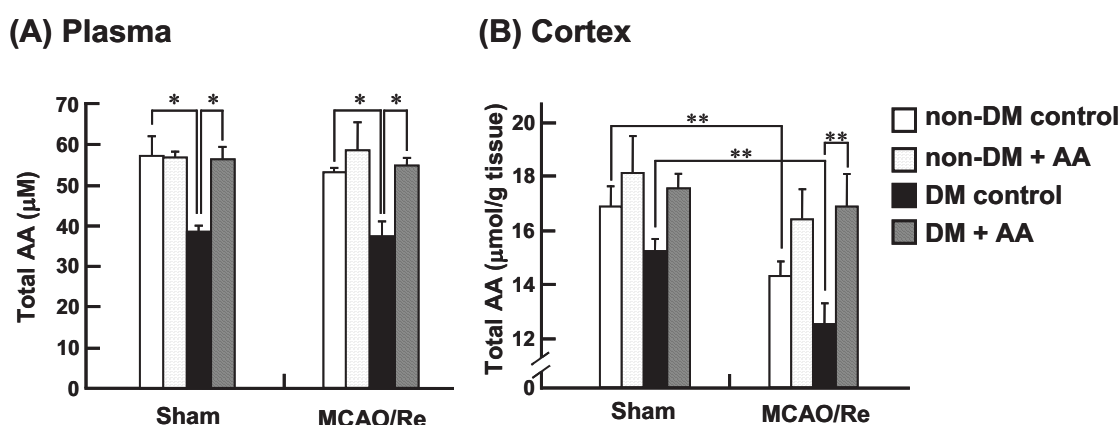 (A) Plasma
Total AA (μM)
70
60
50
40
30
20
10
0
* *
* *
Sham
MCAO/Re
(B) Cortex
Total AA (μmol/g tissue)
20
18
16
14
12
0
**
**
**
Sham
MCAO/Re
non-DM control
non-DM + AA
DM control
DM + AA